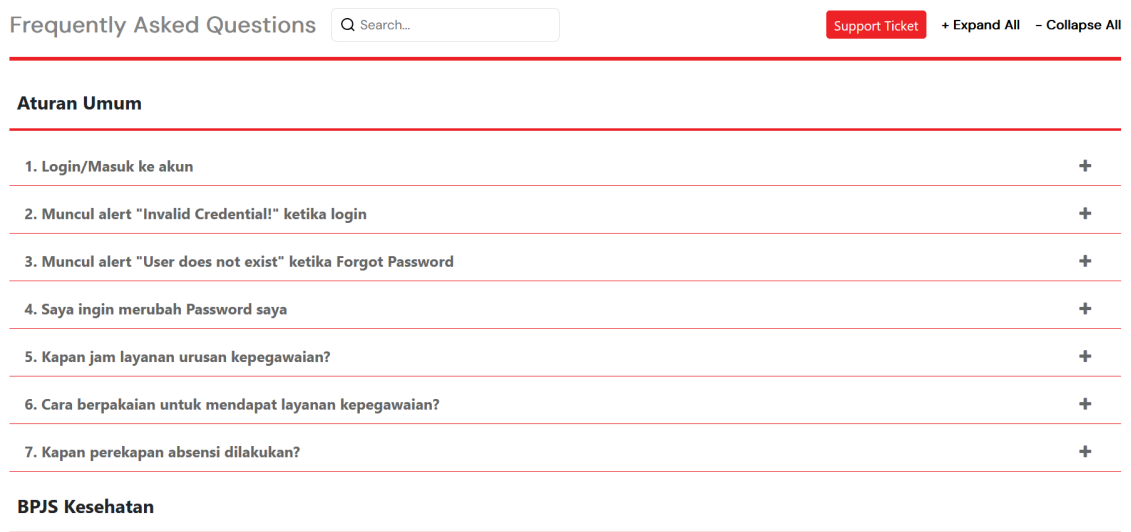 Frequently Asked Questions Search... Support Ticket + Expand All - Collapse All
Aturan Umum
1. Login/Masuk ke akun +
2. Muncul alert "Invalid Credential!" ketika login +
3. Muncul alert "User does not exist" ketika Forgot Password +
4. Saya ingin merubah Password saya +
5. Kapan jam layanan urusan kepegawaian? +
6. Cara berpakaian untuk mendapat layanan kepegawaian? +
7. Kapan perekapan absensi dilakukan? +
BPJS Kesehatan